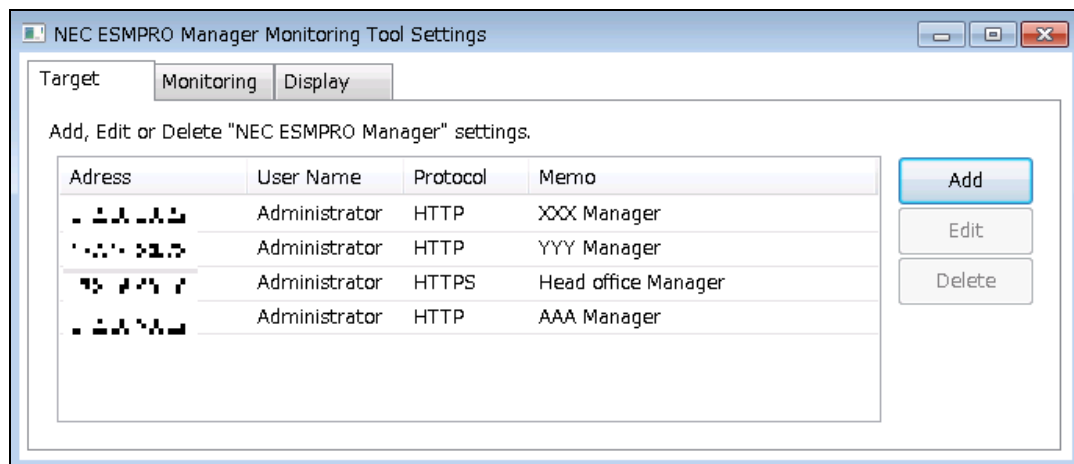 NEC ESMPRO Manager Monitoring Tool Settings
Target Monitoring Display
Add, Edit or Delete "NEC ESMPRO Manager" settings.
Adress User Name Protocol Memo
Add
Administrator HTTP XXX Manager
Edit
Administrator HTTP YYY Manager
Administrator HTTPS Head office Manager
Delete
Administrator HTTP AAA Manager